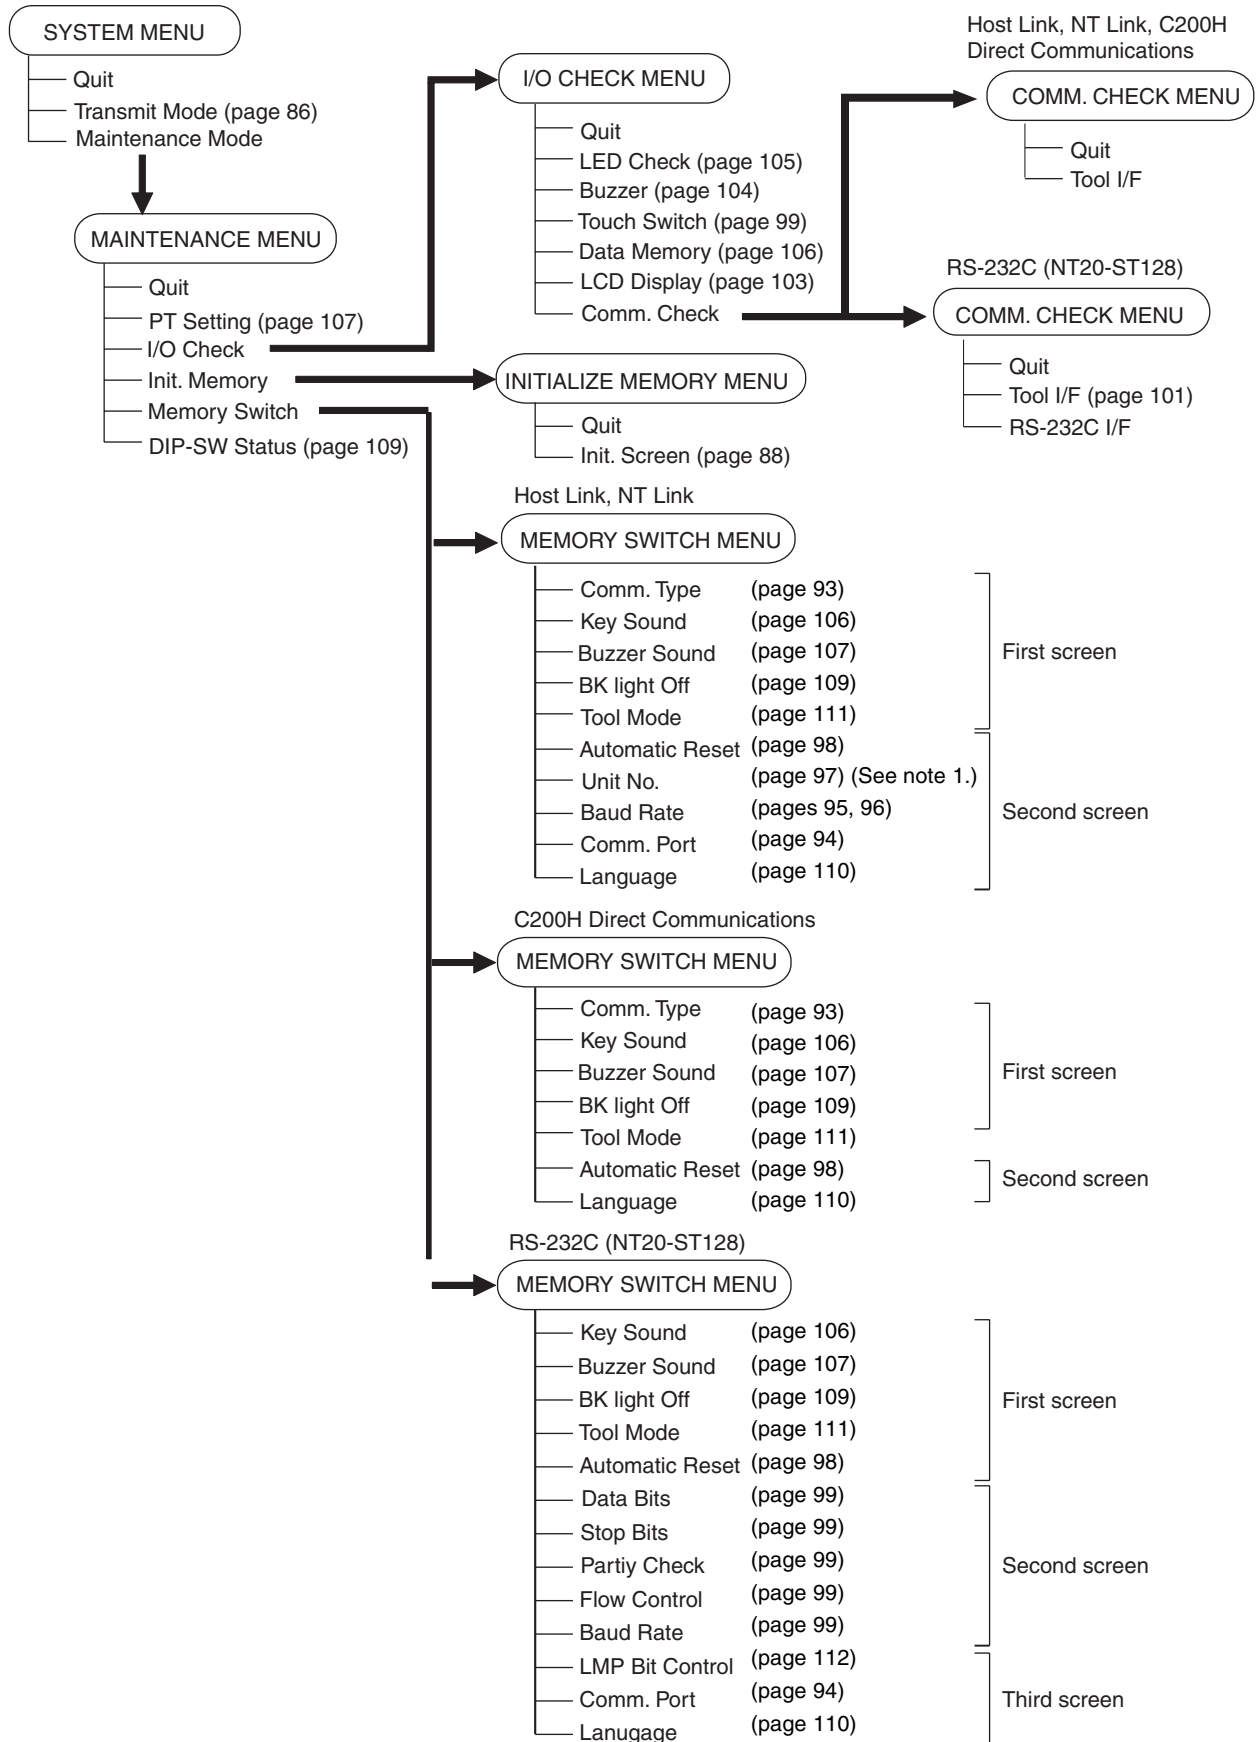 SYSTEM MENU
Quit
Transmit Mode (page 86)
Maintenance Mode
MAINTENANCE MENU
Quit
PT Setting (page 107)
I/O Check
Init. Memory
Memory Switch
DIP-SW Status (page 109)
I/O CHECK MENU
Quit
LED Check (page 105)
Buzzer (page 104)
Touch Switch (page 99)
Data Memory (page 106)
LCD Display (page 103)
Comm. Check
Host Link, NT Link, C200H
Direct Communications
COMM. CHECK MENU
Quit
Tool I/F
RS-232C (NT20-ST128)
COMM. CHECK MENU
Quit
Tool I/F (page 101)
RS-232C I/F
INITIALIZE MEMORY MENU
Quit
Init. Screen (page 88)
Host Link, NT Link
MEMORY SWITCH MENU
Comm. Type (page 93)
Key Sound (page 106)
Buzzer Sound (page 107)
BK light Off (page 109)
Tool Mode (page 111)
First screen
Automatic Reset (page 98)
Unit No. (page 97) (See note 1.)
Baud Rate (pages 95, 96)
Comm. Port (page 94)
Language (page 110)
Second screen
C200H Direct Communications
MEMORY SWITCH MENU
Comm. Type (page 93)
Key Sound (page 106)
Buzzer Sound (page 107)
BK light Off (page 109)
Tool Mode (page 111)
First screen
Automatic Reset (page 98)
Language (page 110)
Second screen
RS-232C (NT20-ST128)
MEMORY SWITCH MENU
Key Sound (page 106)
Buzzer Sound (page 107)
BK light Off (page 109)
Tool Mode (page 111)
Automatic Reset (page 98)
First screen
Data Bits (page 99)
Stop Bits (page 99)
Partiy Check (page 99)
Flow Control (page 99)
Baud Rate (page 99)
Second screen
LMP Bit Control (page 112)
Comm. Port (page 94)
Lanugage (page 110)
Third screen